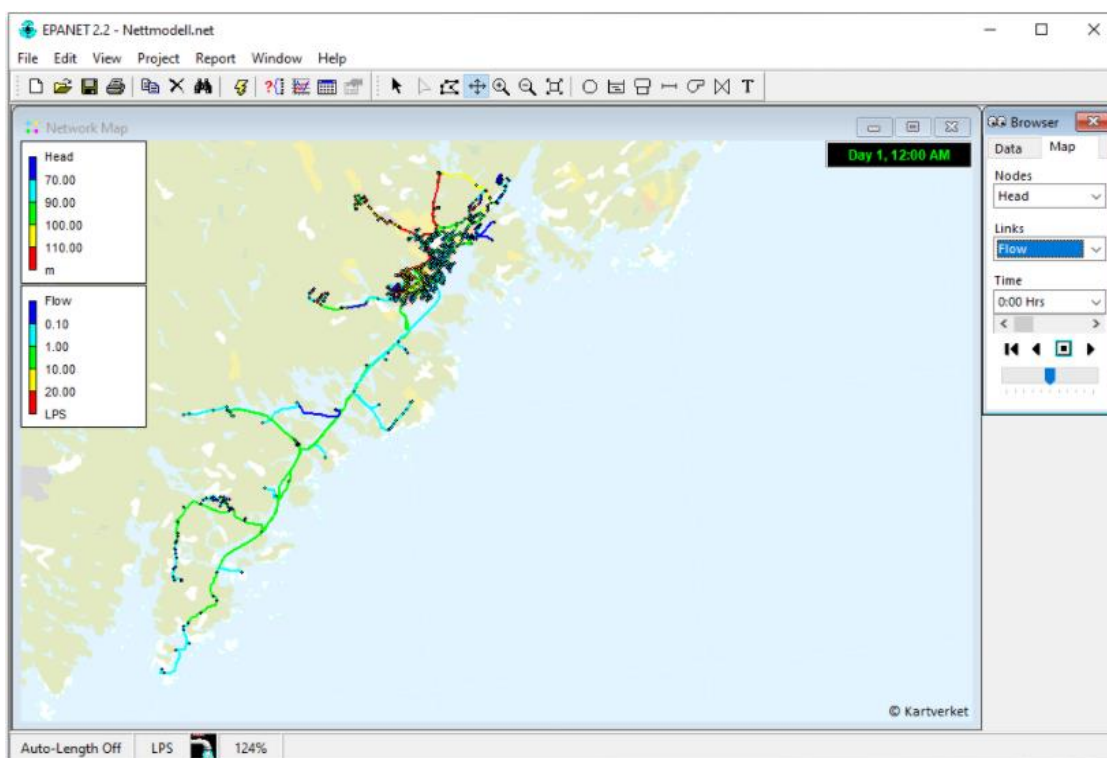 EPANET 2.2 - Nettmodell.net
File Edit View Project Report Window Help
T
Network Map
Browser
Day 1, 12:00 AM
Data Map
Head
70.00
90.00
100.00
110.00
m
Flow
0.10
1.00
10.00
20.00
LPS
Nodes
Head
Links
Flow
Time
0:00 Hrs
© Kartverket
Auto-Length Off LPS 124%